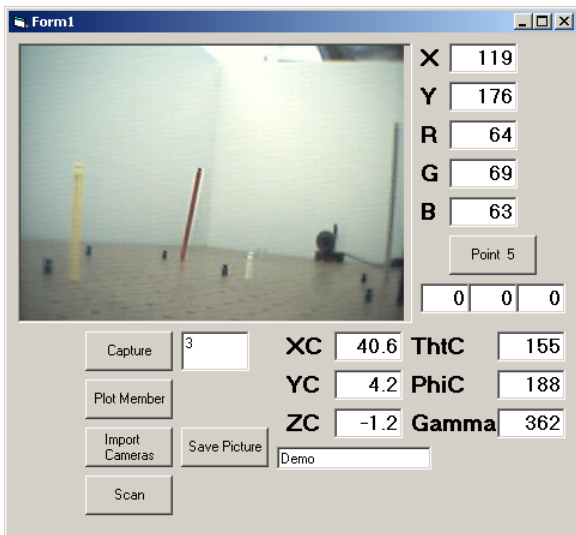 Form1
X 119
Y 176
R 64
G 69
B 63
Point 5
0 0 0
Capture 3 XC 40.6 ThtC 155
Plot Member YC 4.2 PhiC 188
ZC -1.2 Gamma 362
Import
Cameras
Save Picture
Demo
Scan